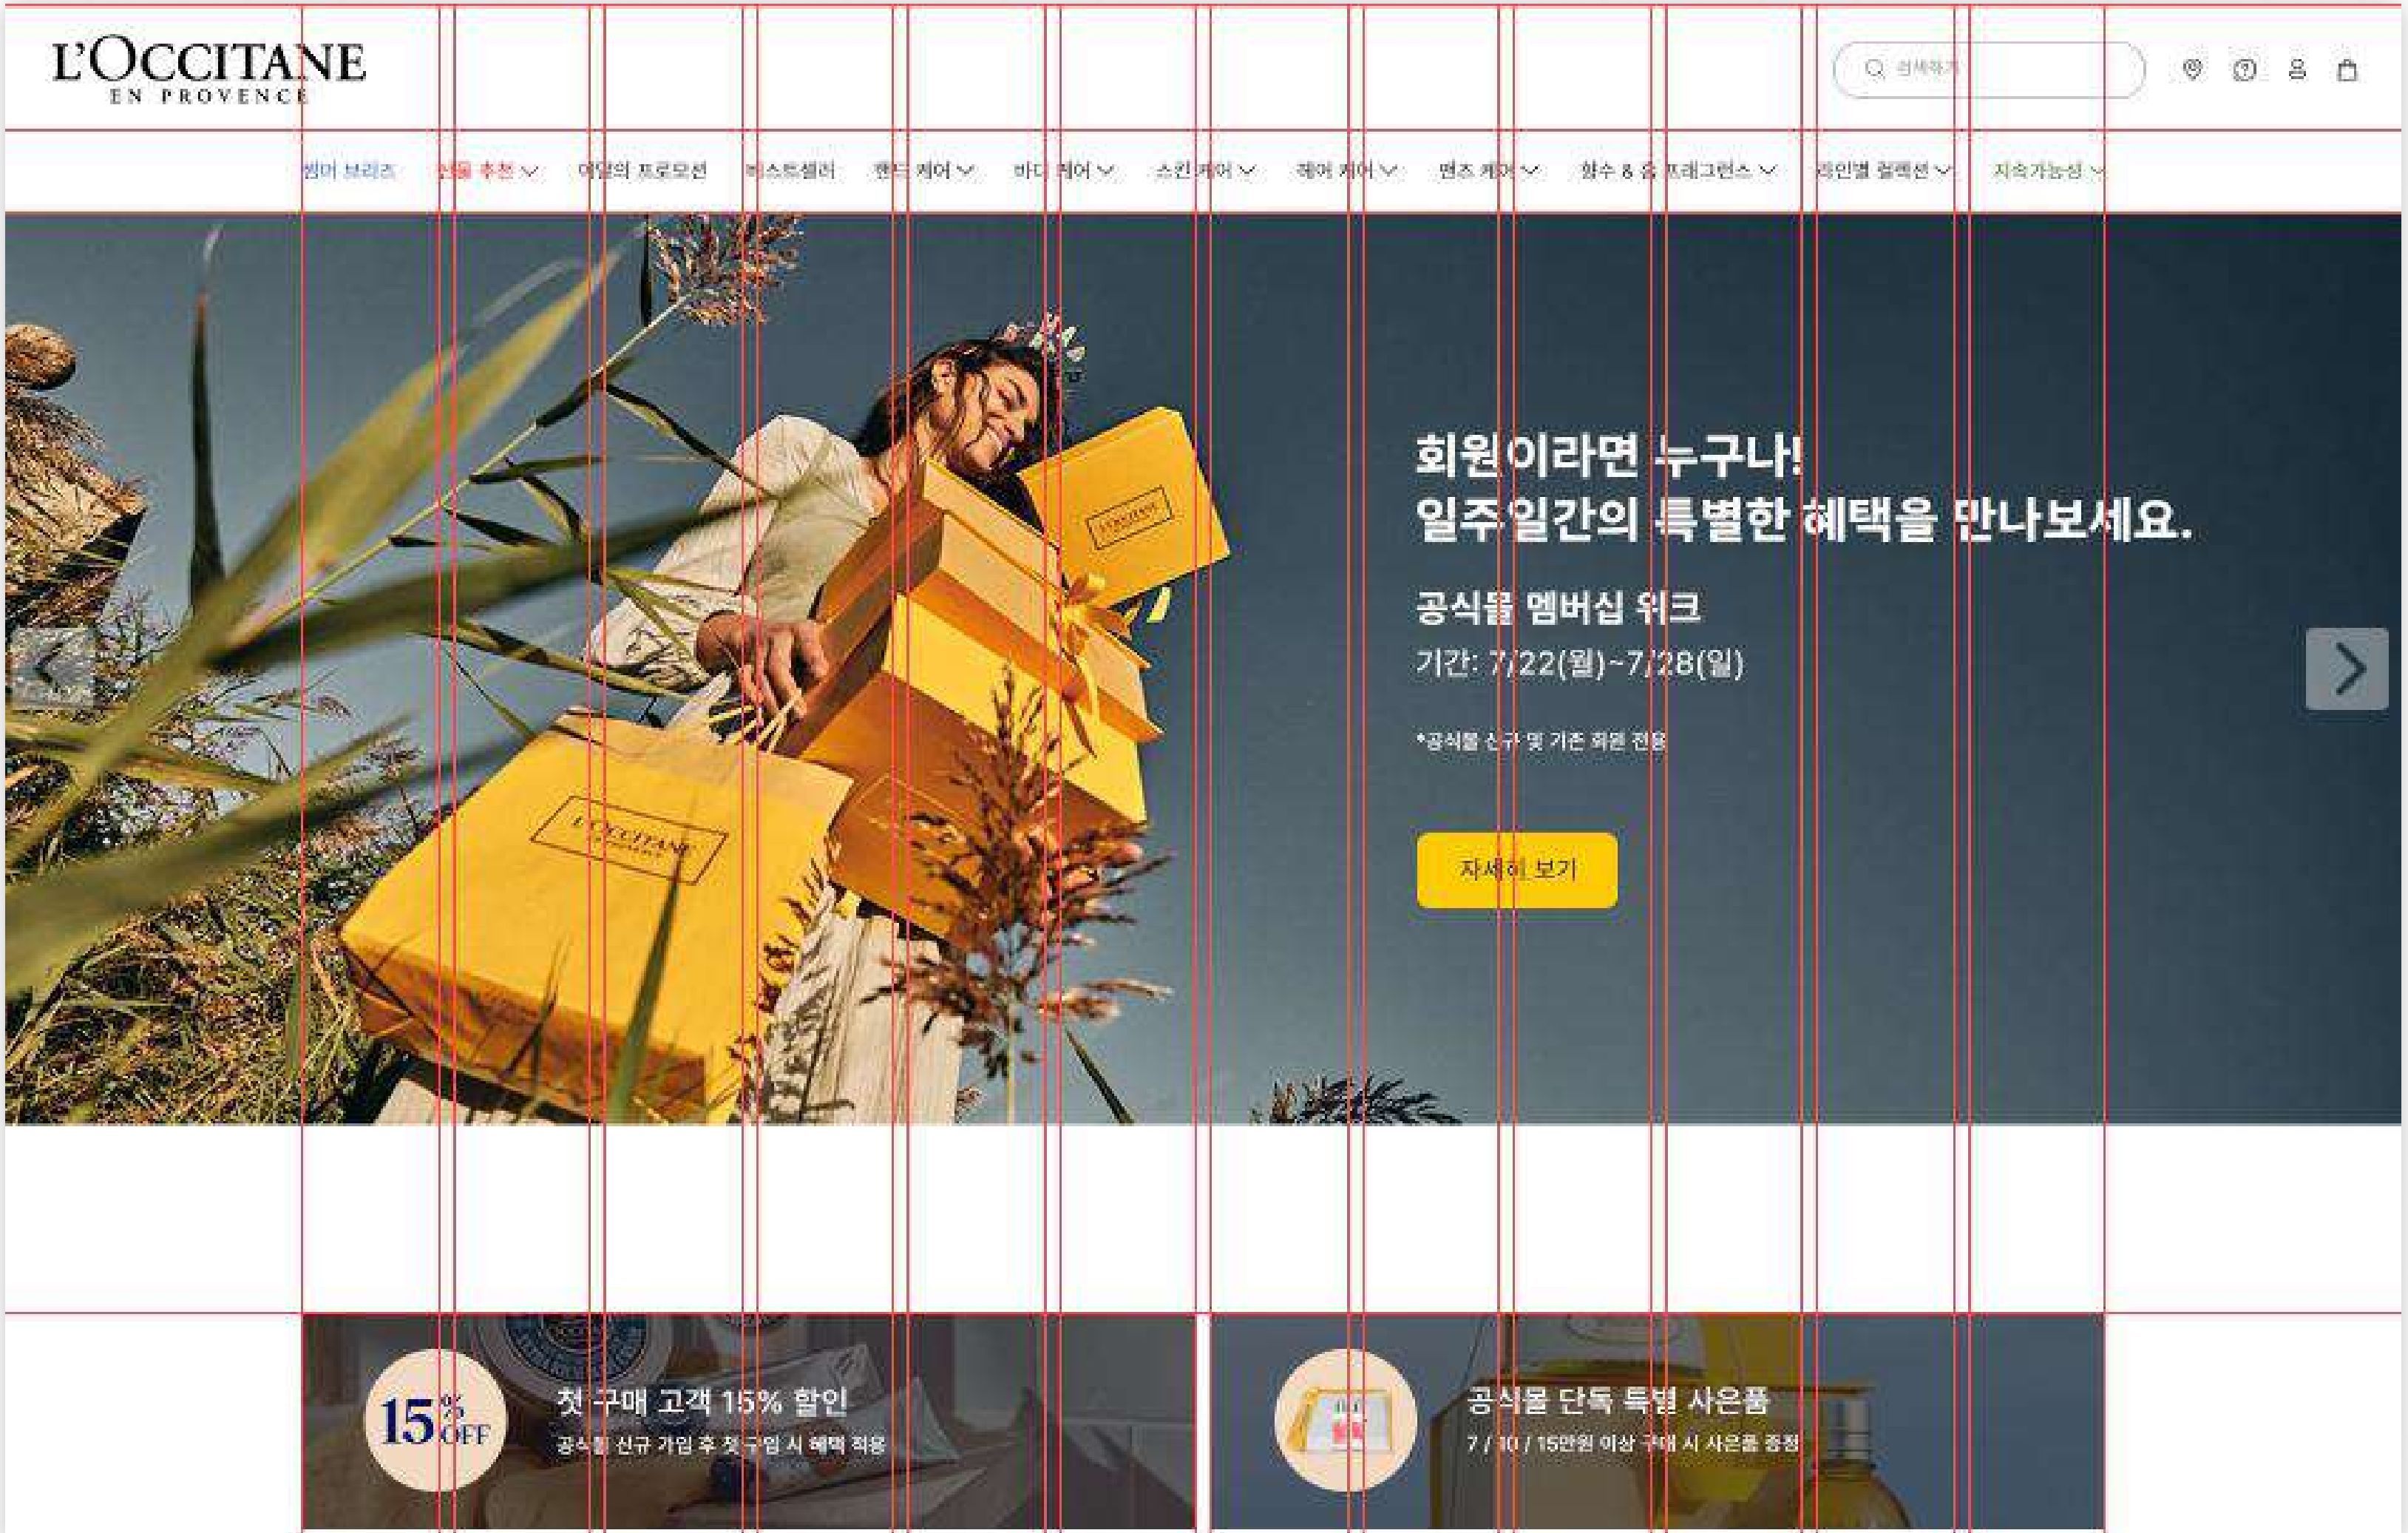 L'OCCITANE
EN PROVENCE
검색하기
썸머 브리즈 선물 추천 이달의 프로모션 베스트셀러 핸드 케어 바디 케어 스킨 케어 헤어 케어 맨즈 케어 향수 & 홈 프래그런스 라인별 컬렉션 지속가능성
회원이라면 누구나!
일주일간의 특별한 혜택을 만나보세요.
공식몰 멤버십 위크
기간: 7/22(월)~7/28(일)
*공식몰 신규 및 기존 회원 전용
자세히 보기
L'OCCITANE
15% OFF
첫 구매 고객 15% 할인
공식몰 신규 가입 후 첫 구입 시 혜택 적용
공식몰 단독 특별 사은품
7 / 10 / 15만원 이상 구매 시 사은품 증정